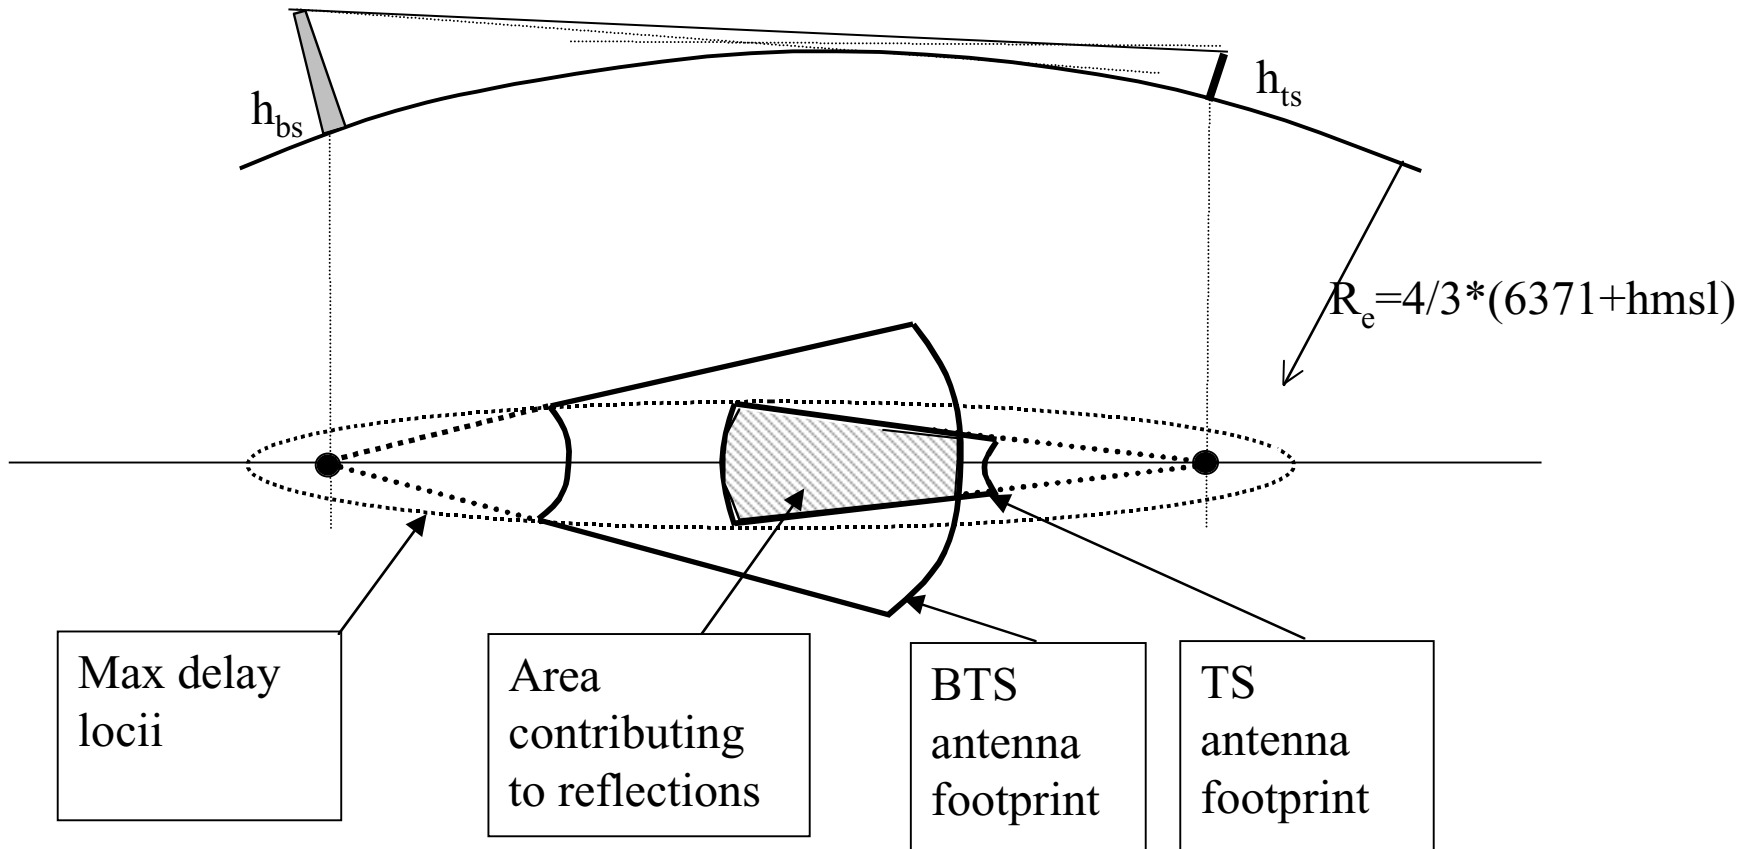 h_bs
h_ts
R_e=4/3*(6371+hmsl)
Max delay
locii
Area
contributing
to reflections
BTS
antenna
footprint
TS
antenna
footprint